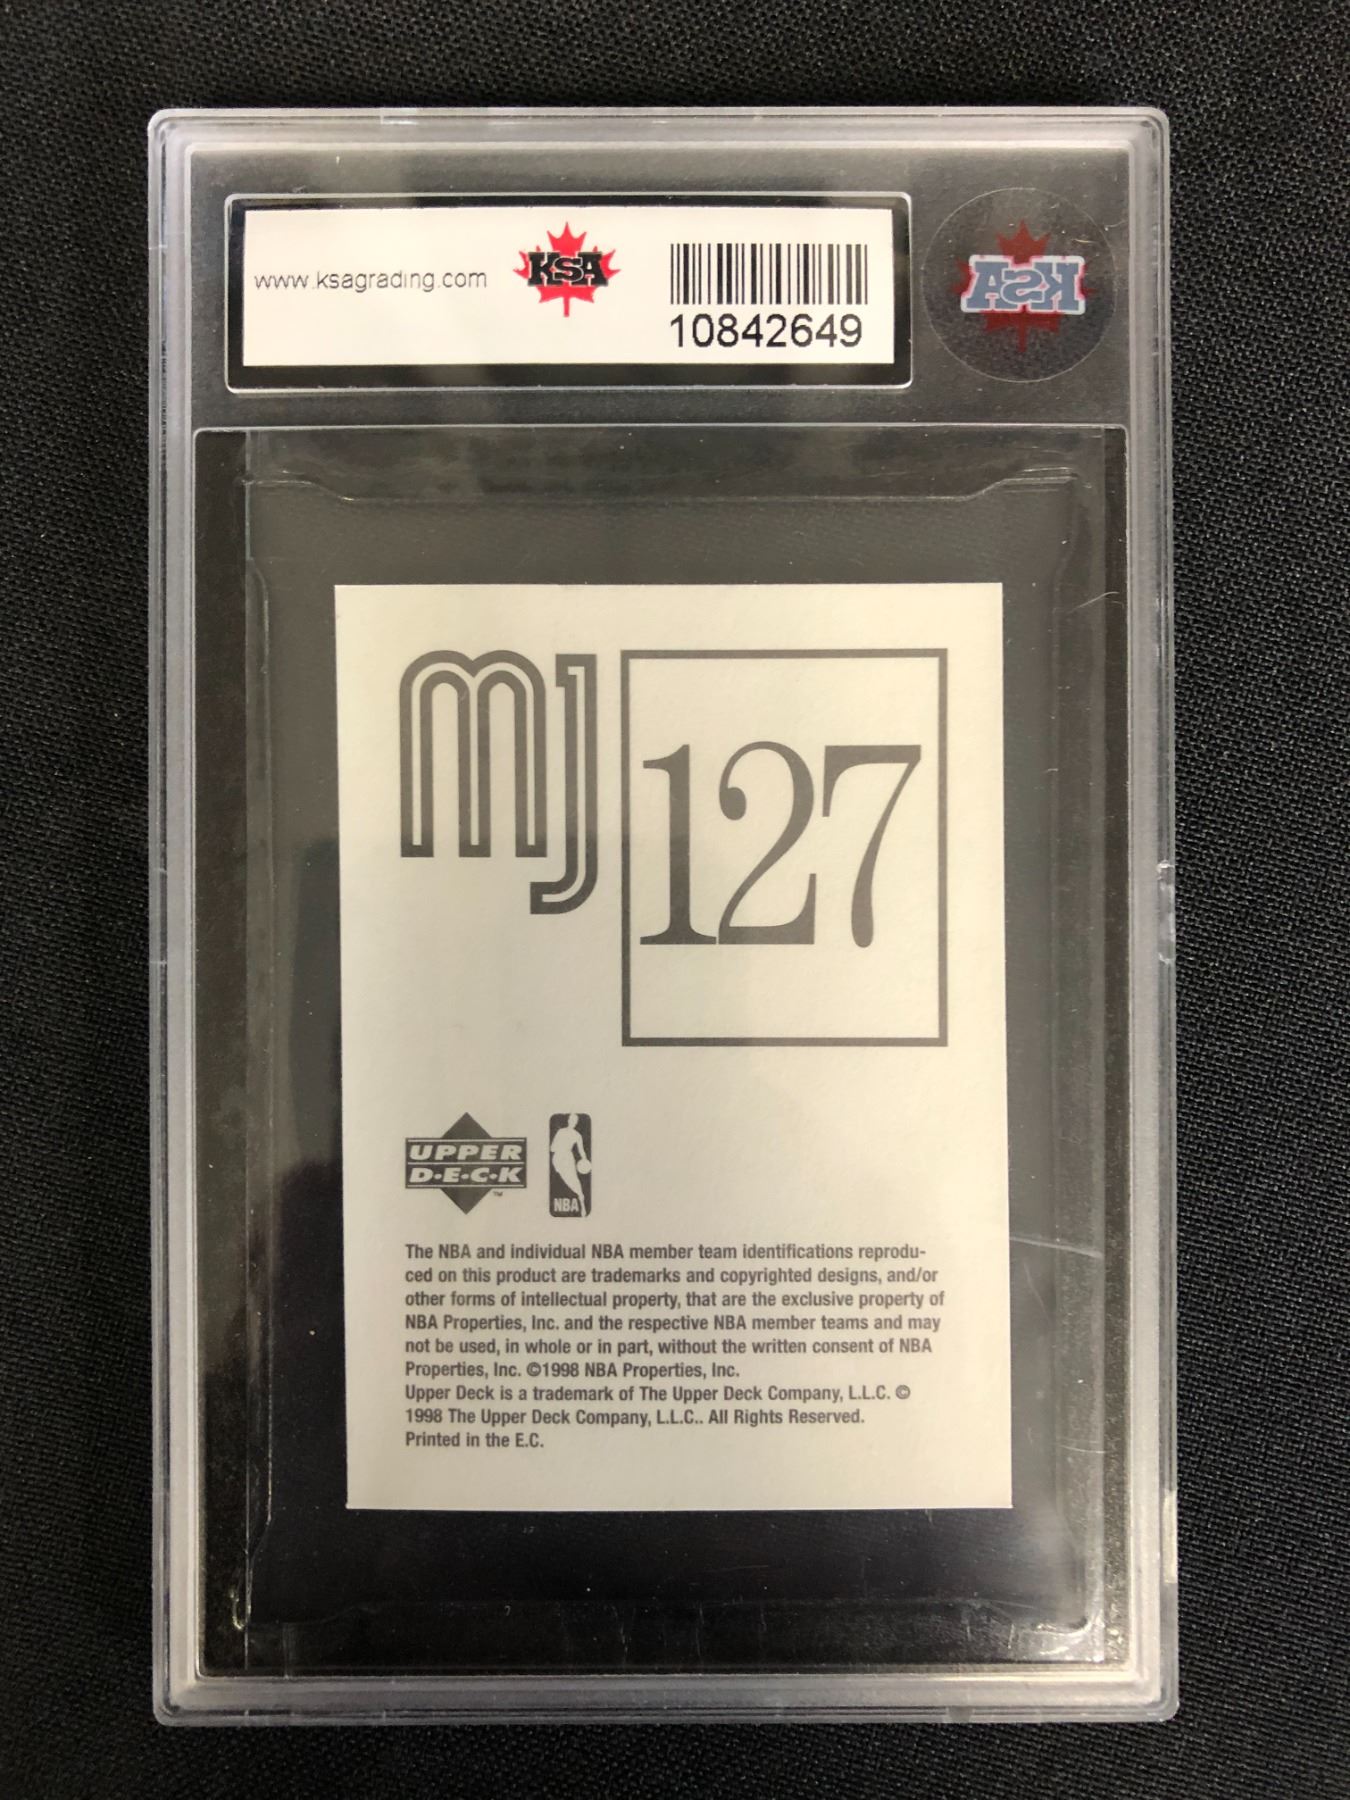 www.ksagrading.com
KSA
10842649
KSA
mj
127
UPPER
D·E·C·K
™
NBA
The NBA and individual NBA member team identifications reprodu-
ced on this product are trademarks and copyrighted designs, and/or
other forms of intellectual property, that are the exclusive property of
NBA Properties, Inc. and the respective NBA member teams and may
not be used, in whole or in part, without the written consent of NBA
Properties, Inc. ©1998 NBA Properties, Inc.
Upper Deck is a trademark of The Upper Deck Company, L.L.C. ©
1998 The Upper Deck Company, L.L.C.. All Rights Reserved.
Printed in the E.C.